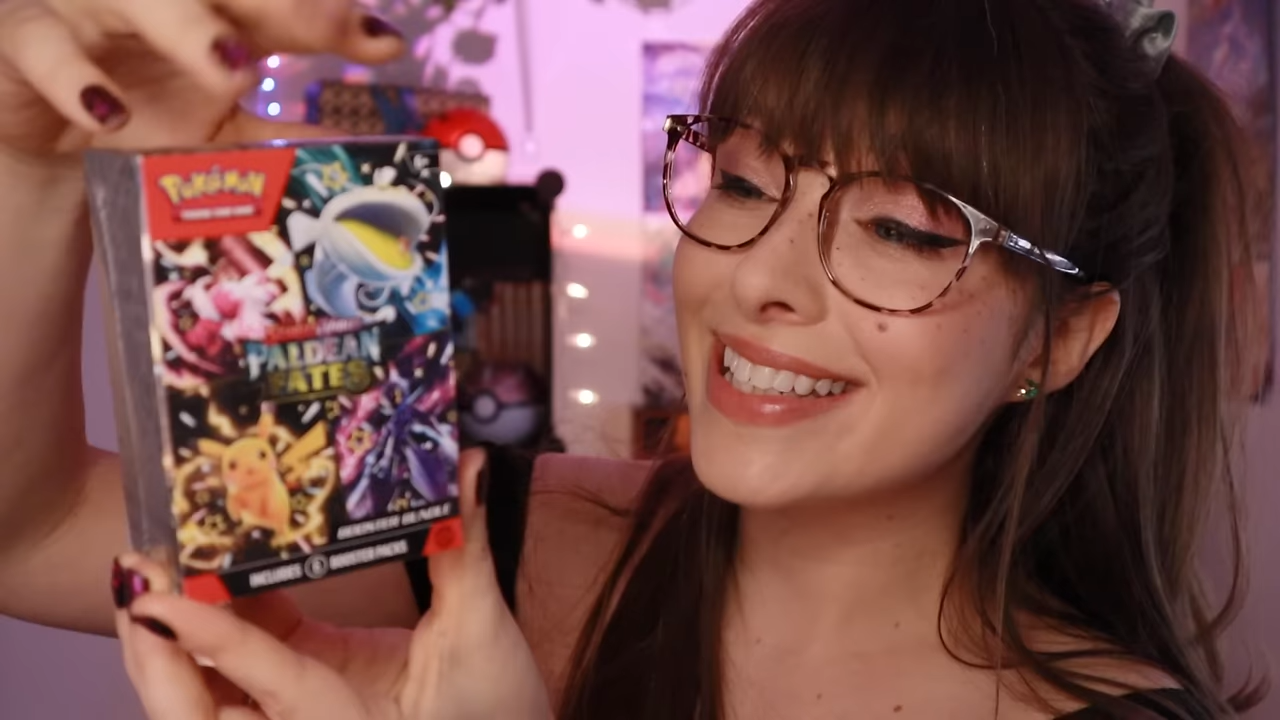 POKéMON
TRADING CARD GAME
PALDEAN
FATES
BOOSTER BUNDLE
INCLUDES 6 BOOSTER PACKS